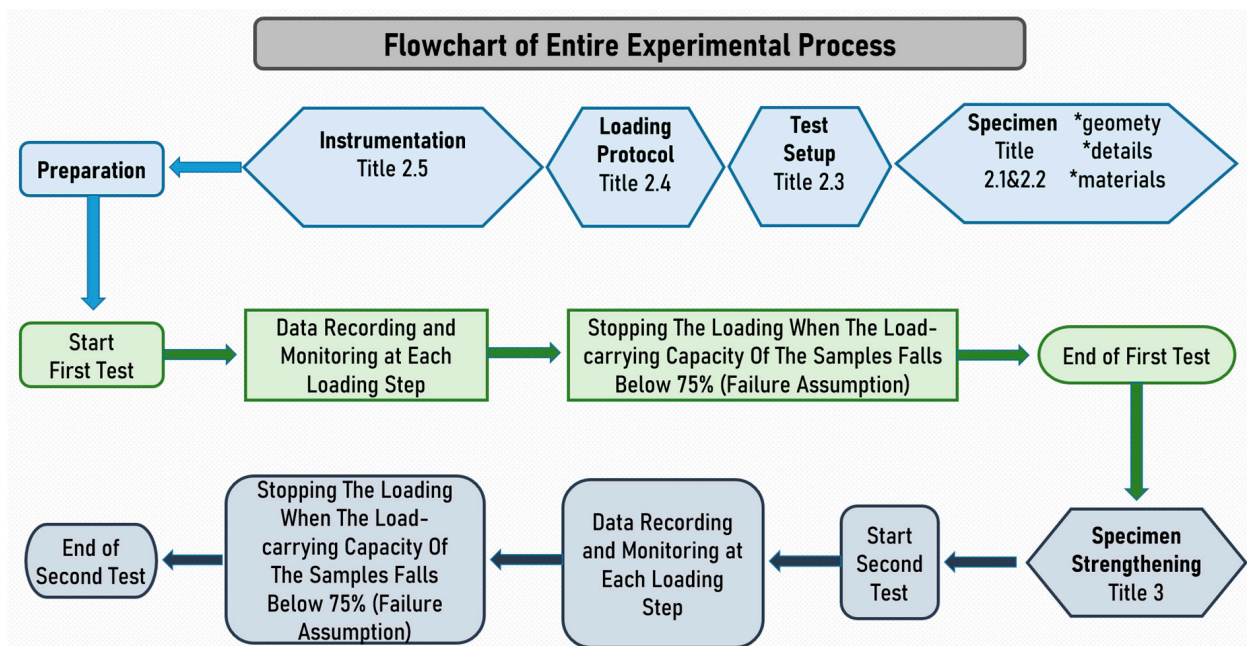 Flowchart of Entire Experimental Process
Preparation
Instrumentation
Title 2.5
Loading
Protocol
Title 2.4
Test
Setup
Title 2.3
Specimen *geomety
Title *details
2.1&2.2 *materials
Start
First Test
Data Recording and
Monitoring at Each
Loading Step
Stopping The Loading When The Load-
carrying Capacity Of The Samples Falls
Below 75% (Failure Assumption)
End of First Test
Specimen
Strengthening
Title 3
Start
Second
Test
Data Recording
and Monitoring at
Each Loading
Step
Stopping The Loading
When The Load-
carrying Capacity Of
The Samples Falls
Below 75% (Failure
Assumption)
End of
Second Test